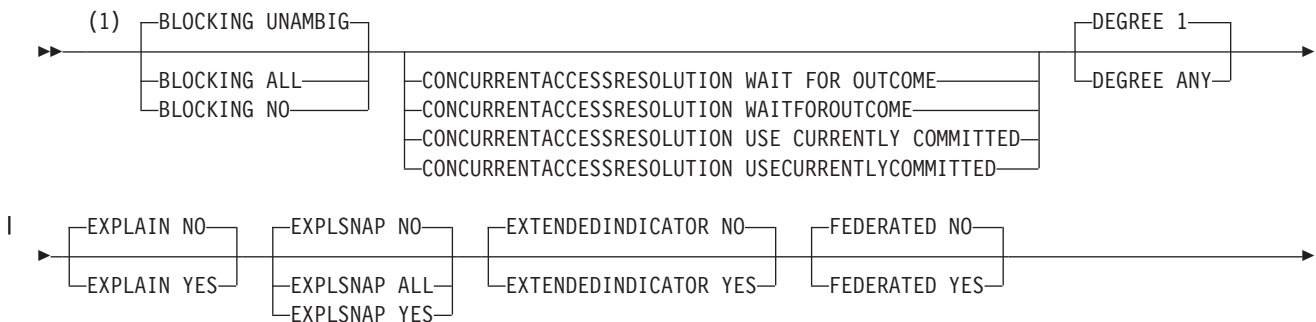 (1) BLOCKING UNAMBIG DEGREE 1
BLOCKING ALL CONCURRENTACCESSRESOLUTION WAIT FOR OUTCOME DEGREE ANY
BLOCKING NO CONCURRENTACCESSRESOLUTION WAITFOROUTCOME
CONCURRENTACCESSRESOLUTION USE CURRENTLY COMMITTED
CONCURRENTACCESSRESOLUTION USECURRENTLYCOMMITTED
| EXPLAIN NO EXPLSNAP NO EXTENDEDINDICATOR NO FEDERATED NO
EXPLAIN YES EXPLSNAP ALL EXTENDEDINDICATOR YES FEDERATED YES
EXPLSNAP YES